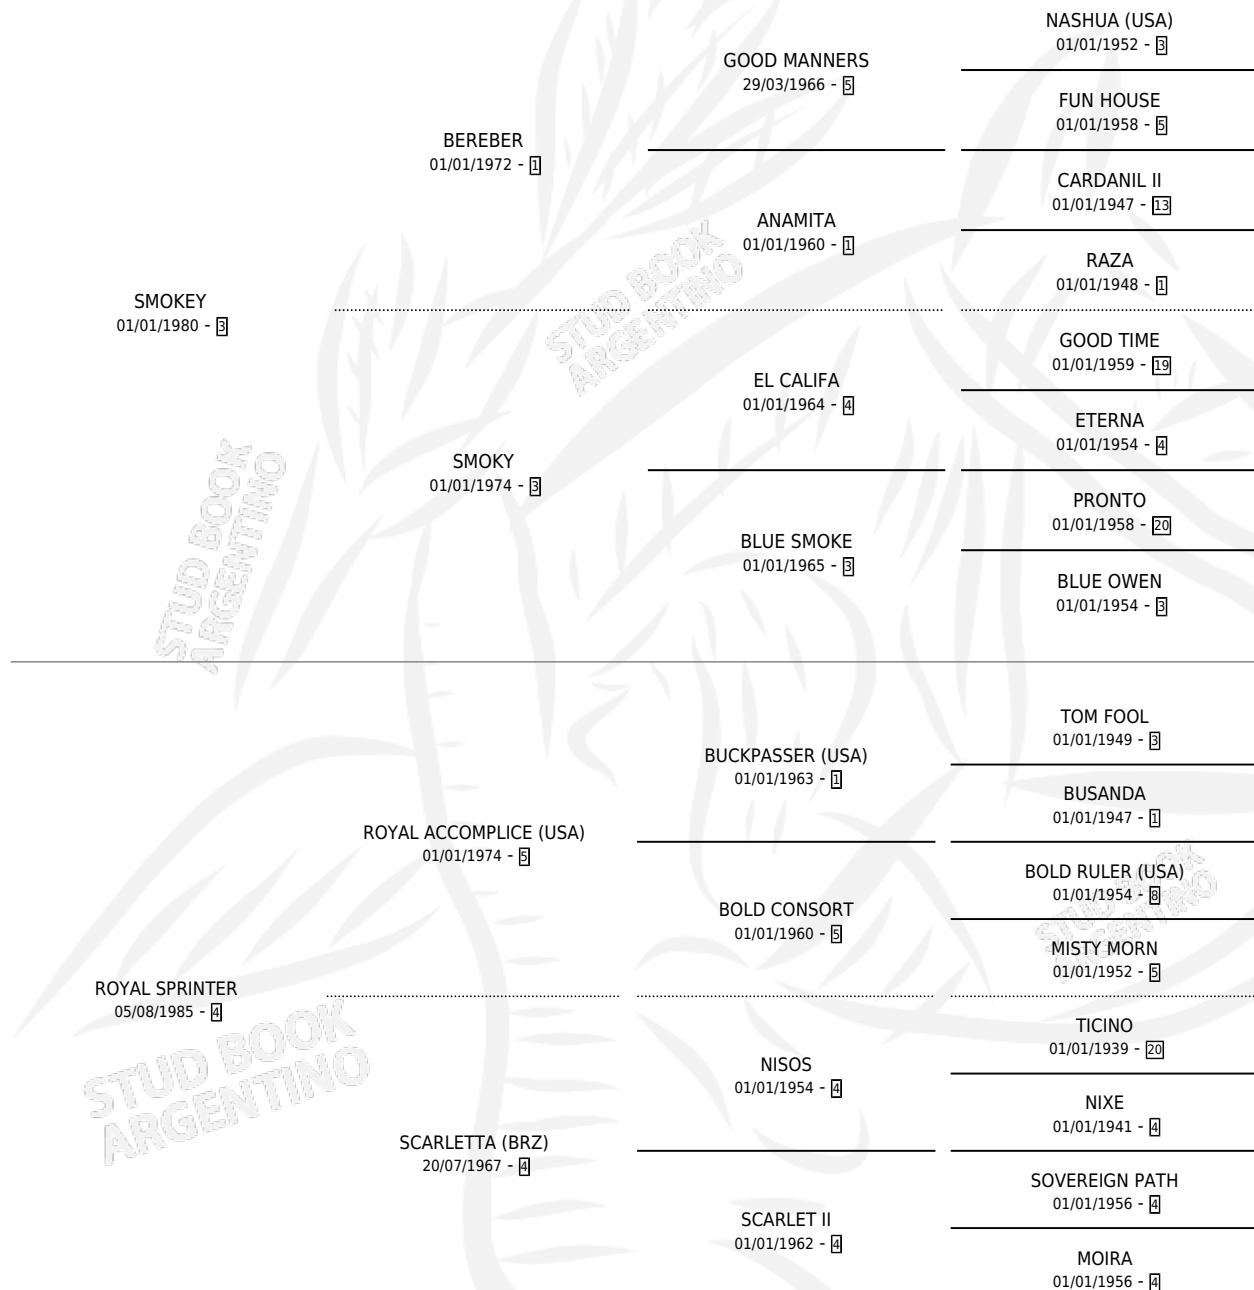 NASHUA (USA)
01/01/1952 - 3
GOOD MANNERS
29/03/1966 - 5
FUN HOUSE
01/01/1958 - 5
BEREBER
01/01/1972 - 1
CARDANIL II
01/01/1947 - 13
ANAMITA
01/01/1960 - 1
RAZA
01/01/1948 - 1
SMOKEY
01/01/1980 - 3
GOOD TIME
01/01/1959 - 19
EL CALIFA
01/01/1964 - 4
ETERNA
01/01/1954 - 4
SMOKY
01/01/1974 - 3
PRONTO
01/01/1958 - 20
BLUE SMOKE
01/01/1965 - 3
BLUE OWEN
01/01/1954 - 3
STUD BOOK
ARGENTINO
STUD BOOK
ARGENTINO
TOM FOOL
01/01/1949 - 3
BUCKPASSER (USA)
01/01/1963 - 1
BUSANDA
01/01/1947 - 1
ROYAL ACCOMPLICE (USA)
01/01/1974 - 5
BOLD RULER (USA)
01/01/1954 - 8
BOLD CONSORT
01/01/1960 - 5
MISTY MORN
01/01/1952 - 5
STUD BOOK
ARGENTINO
ROYAL SPRINTER
05/08/1985 - 4
TICINO
01/01/1939 - 20
NISOS
01/01/1954 - 4
NIXE
01/01/1941 - 4
SCARLETTA (BRZ)
20/07/1967 - 4
SOVEREIGN PATH
01/01/1956 - 4
SCARLET II
01/01/1962 - 4
MOIRA
01/01/1956 - 4
STUD BOOK
ARGENTINO